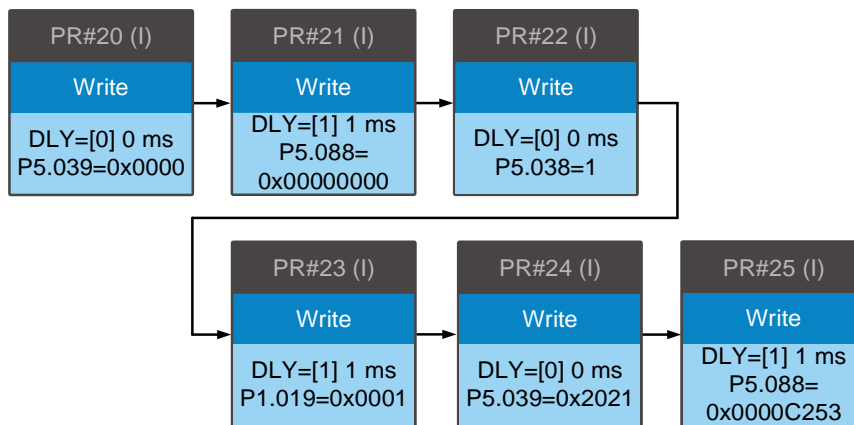 PR#20 (I)
Write
DLY=[0] 0 ms
P5.039=0x0000
PR#21 (I)
Write
DLY=[1] 1 ms
P5.088=
0x00000000
PR#22 (I)
Write
DLY=[0] 0 ms
P5.038=1
PR#23 (I)
Write
DLY=[1] 1 ms
P1.019=0x0001
PR#24 (I)
Write
DLY=[0] 0 ms
P5.039=0x2021
PR#25 (I)
Write
DLY=[1] 1 ms
P5.088=
0x0000C253